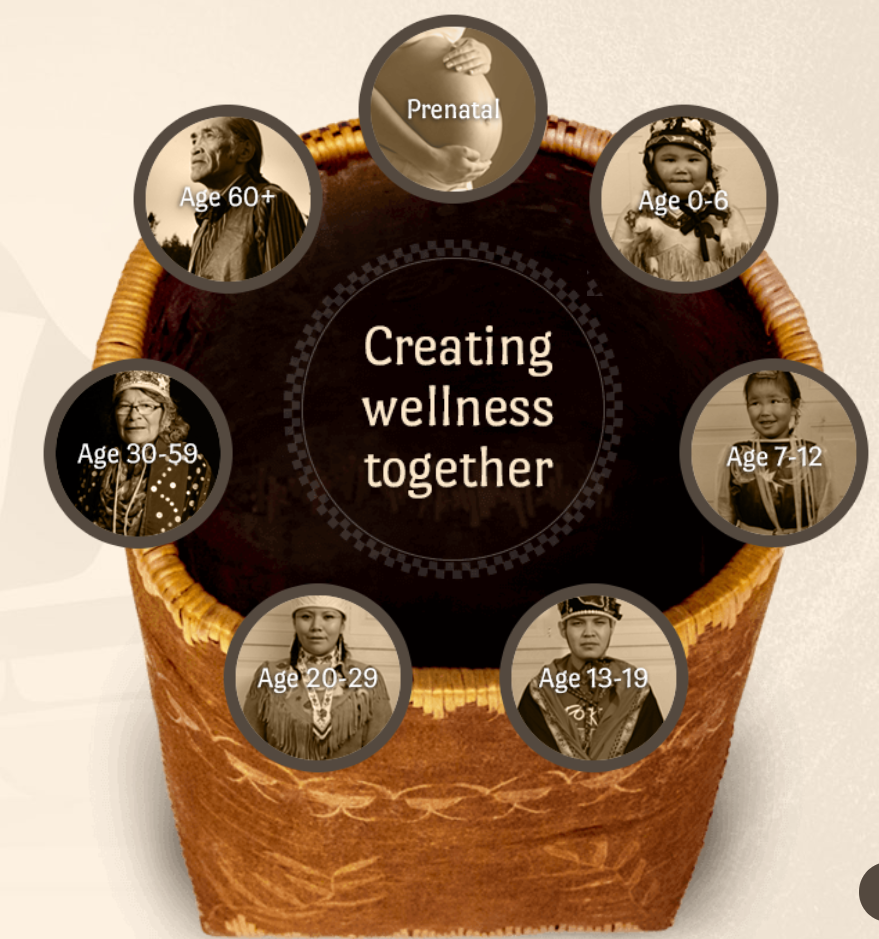 Prenatal
Age 60+
Age 0-6
Creating
wellness
together
Age 30-59
Age 7-12
Age 20-29
Age 13-19